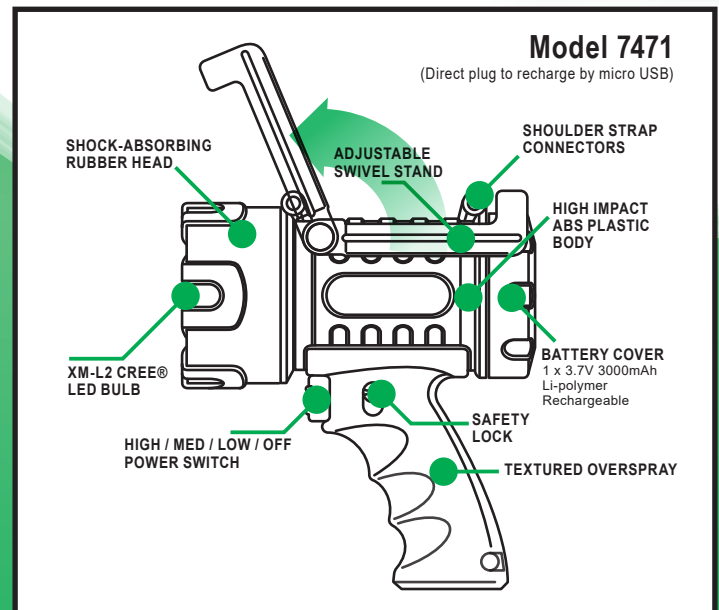 Model 7471
(Direct plug to recharge by micro USB)
SHOCK-ABSORBING
RUBBER HEAD
ADJUSTABLE
SWIVEL STAND
SHOULDER STRAP
CONNECTORS
HIGH IMPACT
ABS PLASTIC
BODY
XM-L2 CREE®
LED BULB
BATTERY COVER
1 x 3.7V 3000mAh
Li-polymer
Rechargeable
HIGH / MED / LOW / OFF
POWER SWITCH
SAFETY
LOCK
TEXTURED OVERSPRAY